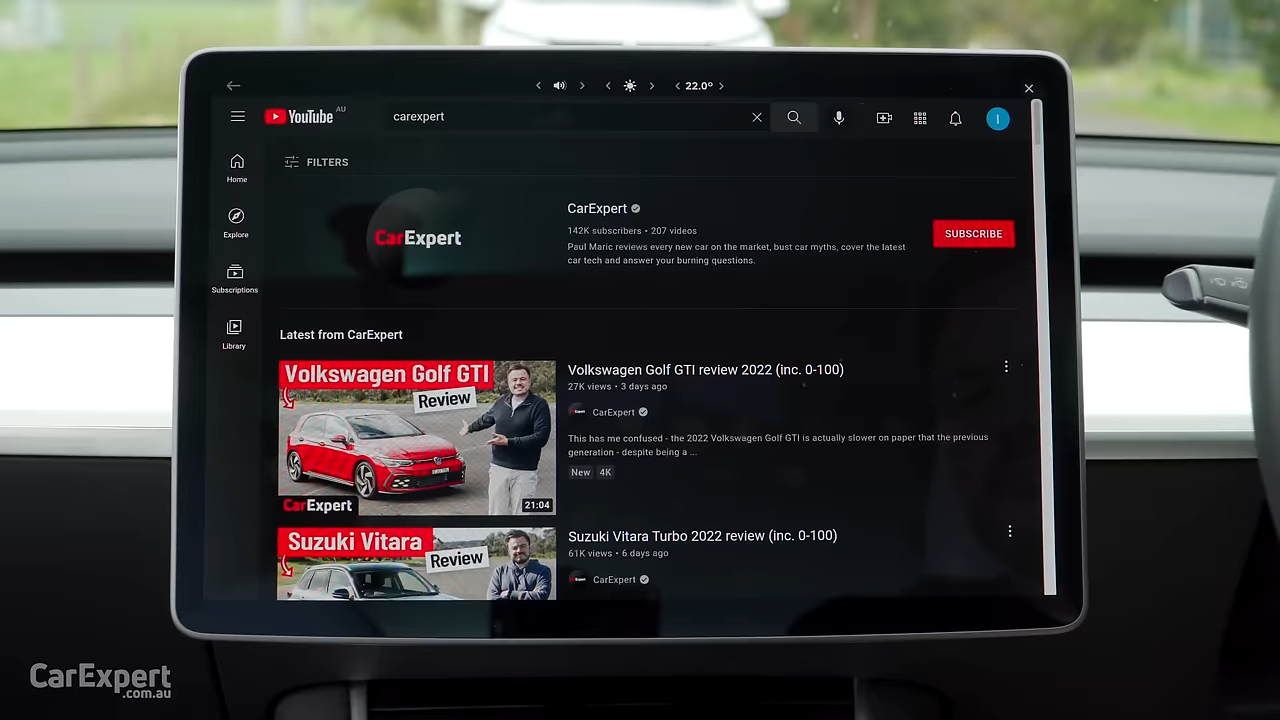 22.0°
YouTube AU
carexpert
FILTERS
Home
Explore
Subscriptions
Library
CarExpert
CarExpert
142K subscribers • 207 videos
Paul Maric reviews every new car on the market, bust car myths, cover the latest
car tech and answer your burning questions.
SUBSCRIBE
Latest from CarExpert
Volkswagen Golf GTI
Review
CarExpert
21:04
Volkswagen Golf GTI review 2022 (inc. 0-100)
27K views • 3 days ago
CarExpert
This has me confused - the 2022 Volkswagen Golf GTI is actually slower on paper that the previous
generation - despite being a ...
New 4K
Suzuki Vitara
Review
Suzuki Vitara Turbo 2022 review (inc. 0-100)
61K views • 6 days ago
CarExpert
I
CarExpert
.com.au